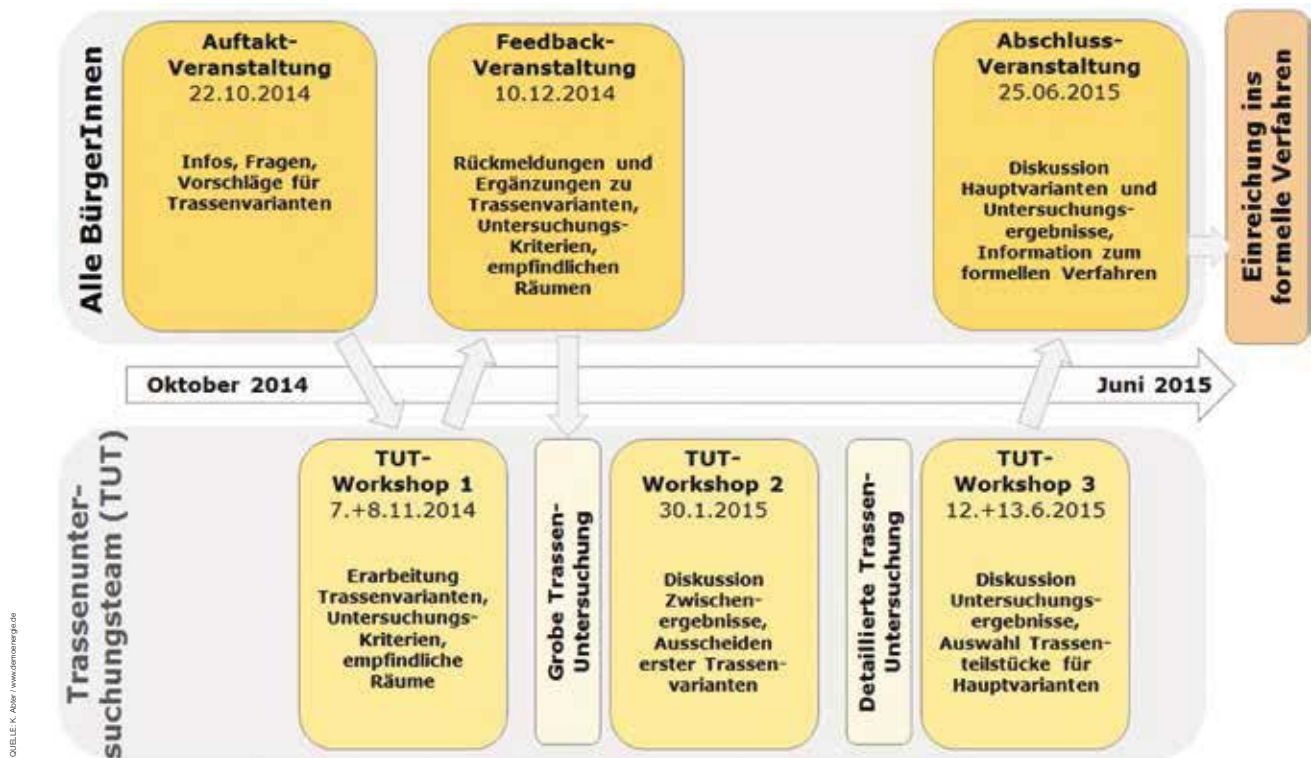 Alle BürgerInnen
Auftakt-
Veranstaltung
22.10.2014
Infos, Fragen,
Vorschläge für
Trassenvarianten
Feedback-
Veranstaltung
10.12.2014
Rückmeldungen und
Ergänzungen zu
Trassenvarianten,
Untersuchungs-
Kriterien,
empfindlichen
Räumen
Abschluss-
Veranstaltung
25.06.2015
Diskussion
Hauptvarianten und
Untersuchungs-
ergebnisse,
Information zum
formellen Verfahren
Einreichung ins
formelle Verfahren
Oktober 2014
Juni 2015
Trassenunter-
suchungsteam (TUT)
TUT-
Workshop 1
7.+8.11.2014
Erarbeitung
Trassenvarianten,
Untersuchungs-
Kriterien,
empfindliche
Räume
Grobe Trassen-
Untersuchung
TUT-
Workshop 2
30.1.2015
Diskussion
Zwischen-
ergebnisse,
Ausscheiden
erster Trassen-
varianten
Detaillierte Trassen-
Untersuchung
TUT-
Workshop 3
12.+13.6.2015
Diskussion
Untersuchungs-
ergebnisse,
Auswahl Trassen-
teilstücke für
Hauptvarianten
QUELLE: K. / www.demoenergie.de